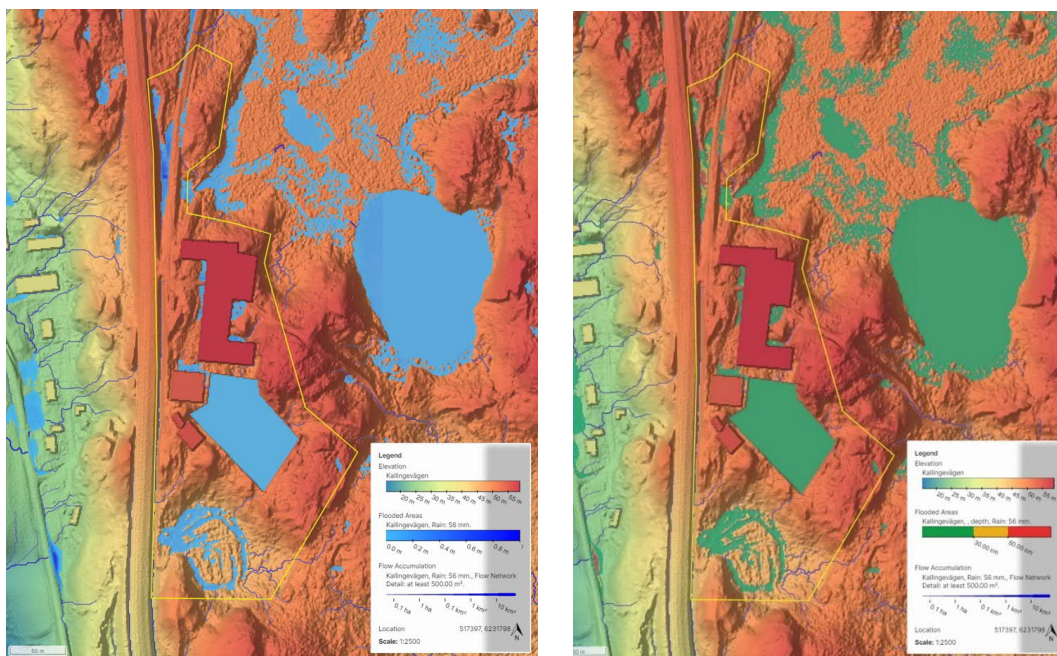 Legend
Elevation
Kallingevägen
20 m 25 m 30 m 35 m 40 m 45 m 50 m 55 m
Flooded Areas
Kallingevägen, Rain: 56 mm.
0.0 m 0.2 m 0.4 m 0.6 m 0.8 m
Flow Accumulation
Kallingevägen, Rain: 56 mm., Flow Network
Detail: at least 500.00 m².
0.1 ha 1 ha 0.1 km² 1 km² 10 km²
Location 517397, 6231798
Scale: 1:2500
N
50 m
Legend
Elevation
Kallingevägen
20 m 25 m 30 m 35 m 40 m 45 m 50 m 55 m
Flooded Areas
Kallingevägen, , depth, Rain: 56 mm.
30.00 cm 50.00 cm
Flow Accumulation
Kallingevägen, Rain: 56 mm., Flow Network
Detail: at least 500.00 m².
0.1 ha 1 ha 0.1 km² 1 km² 10 km²
Location 517397, 6231798
Scale: 1:2500
N